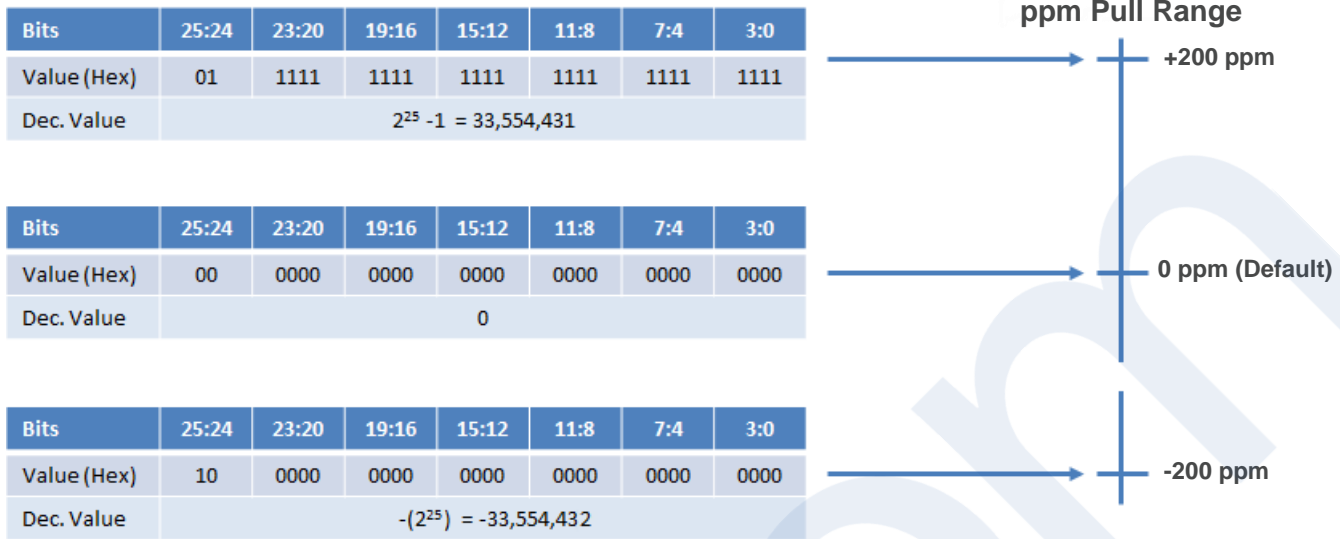 ppm Pull Range
Bits 25:24 23:20 19:16 15:12 11:8 7:4 3:0
Value (Hex) 01 1111 1111 1111 1111 1111 1111
Dec. Value 2²⁵ -1 = 33,554,431
+200 ppm
Bits 25:24 23:20 19:16 15:12 11:8 7:4 3:0
Value (Hex) 00 0000 0000 0000 0000 0000 0000
Dec. Value 0
0 ppm (Default)
Bits 25:24 23:20 19:16 15:12 11:8 7:4 3:0
Value (Hex) 10 0000 0000 0000 0000 0000 0000
Dec. Value -(2²⁵) = -33,554,432
-200 ppm